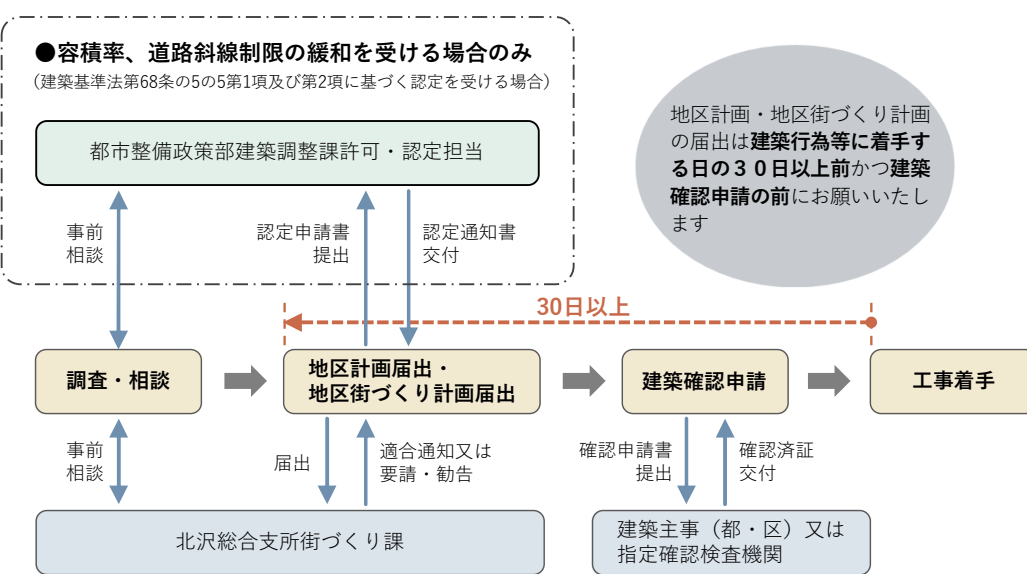 ●容積率、道路斜線制限の緩和を受ける場合のみ
(建築基準法第68条の5の5第1項及び第2項に基づく認定を受ける場合)
都市整備政策部建築調整課許可・認定担当
地区計画・地区街づくり計画
の届出は建築行為等に着手す
る日の30日以上前かつ建築
確認申請の前にお願いいたし
ます
事前
相談
認定申請書
提出
認定通知書
交付
30日以上
調査・相談
地区計画届出・
地区街づくり計画届出
建築確認申請
工事着手
事前
相談
届出
適合通知又は
要請・勧告
確認申請書
提出
確認済証
交付
北沢総合支所街づくり課
建築主事(都・区)又は
指定確認検査機関